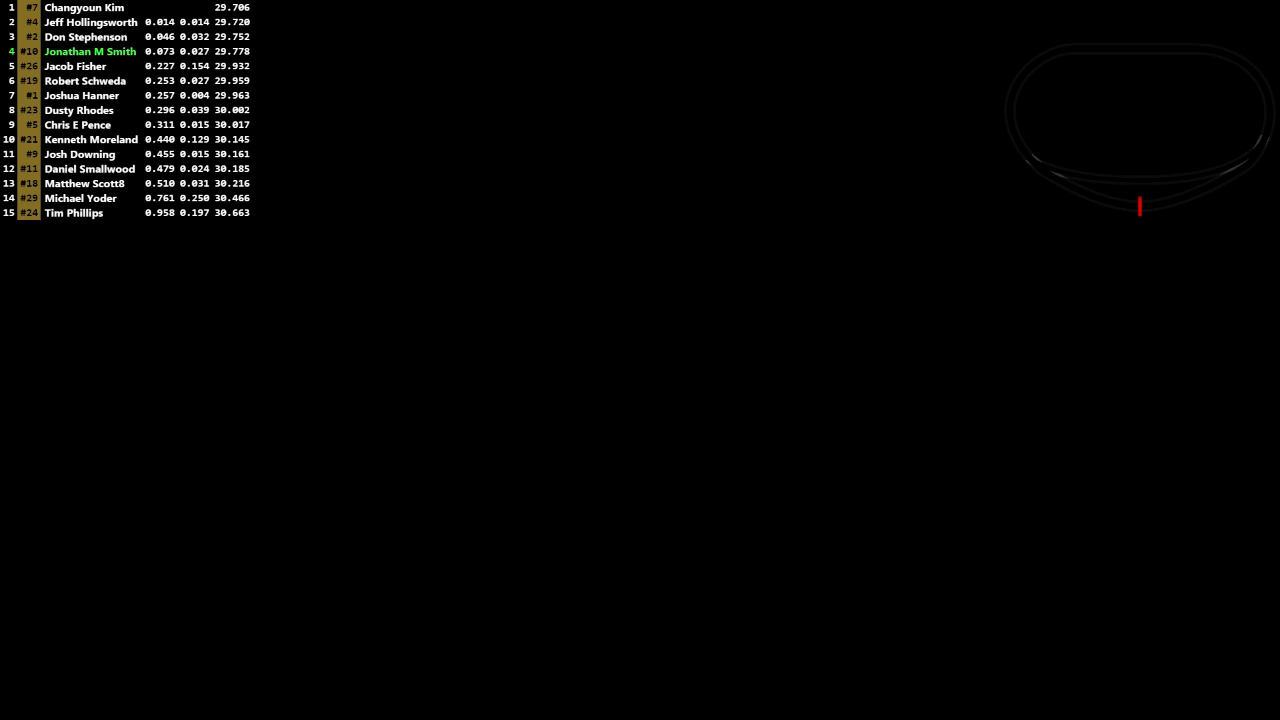 1 #7 Changyoun Kim 29.706
2 #4 Jeff Hollingsworth 0.014 0.014 29.720
3 #2 Don Stephenson 0.046 0.032 29.752
4 #10 Jonathan M Smith 0.073 0.027 29.778
5 #26 Jacob Fisher 0.227 0.154 29.932
6 #19 Robert Schweda 0.253 0.027 29.959
7 #1 Joshua Hanner 0.257 0.004 29.963
8 #23 Dusty Rhodes 0.296 0.039 30.002
9 #5 Chris E Pence 0.311 0.015 30.017
10 #21 Kenneth Moreland 0.440 0.129 30.145
11 #9 Josh Downing 0.455 0.015 30.161
12 #11 Daniel Smallwood 0.479 0.024 30.185
13 #18 Matthew Scott8 0.510 0.031 30.216
14 #29 Michael Yoder 0.761 0.250 30.466
15 #24 Tim Phillips 0.958 0.197 30.663